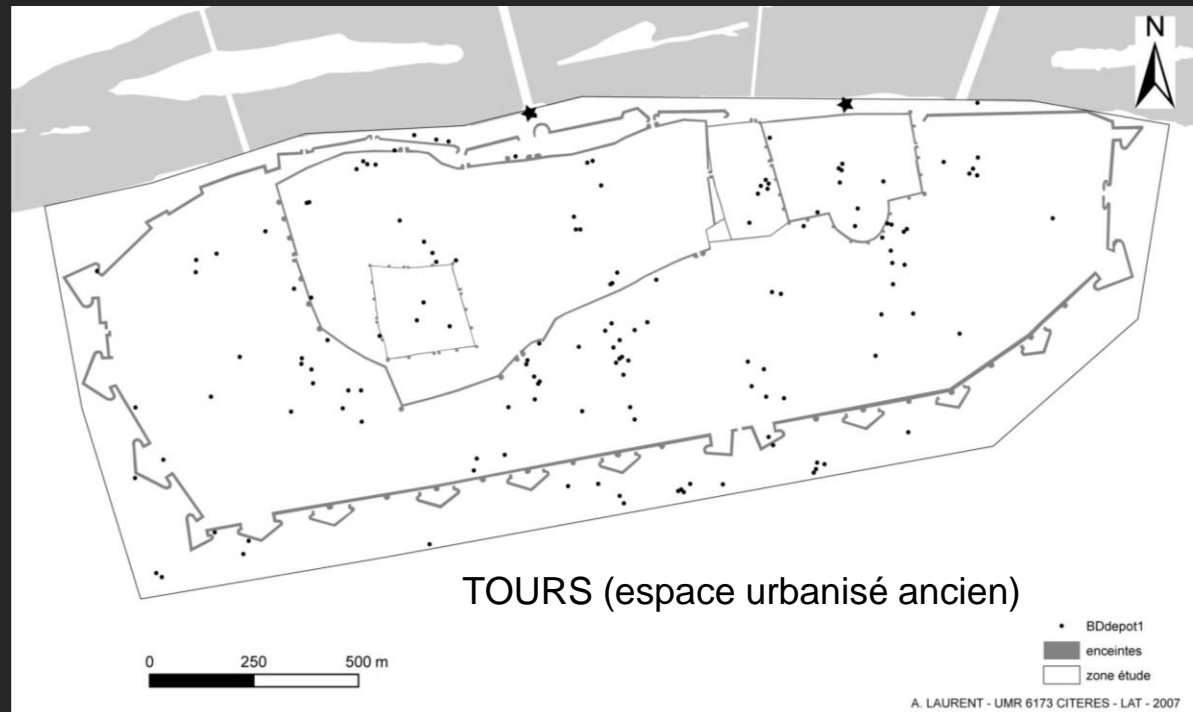 N
TOURS (espace urbanisé ancien)
0 250 500 m
BDdepot1
enceintes
zone étude
A. LAURENT - UMR 6173 CITERES - LAT - 2007